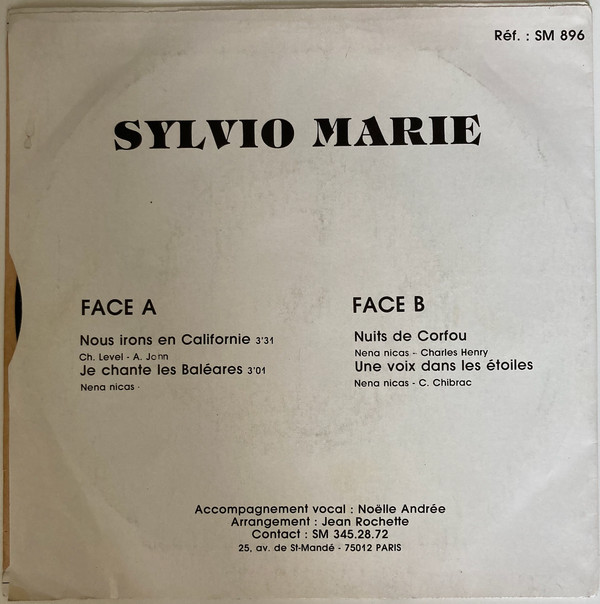 Réf. : SM 896
SYLVIO MARIE
FACE A
Nous irons en Californie 3'31
Ch. Level - A. John
Je chante les Baléares 3'01
Nena nicas -
FACE B
Nuits de Corfou
Nena nicas - Charles Henry
Une voix dans les étoiles
Nena nicas - C. Chibrac
Accompagnement vocal : Noëlle Andrée
Arrangement : Jean Rochette
Contact : SM 345.28.72
25, av. de St-Mandé - 75012 PARIS